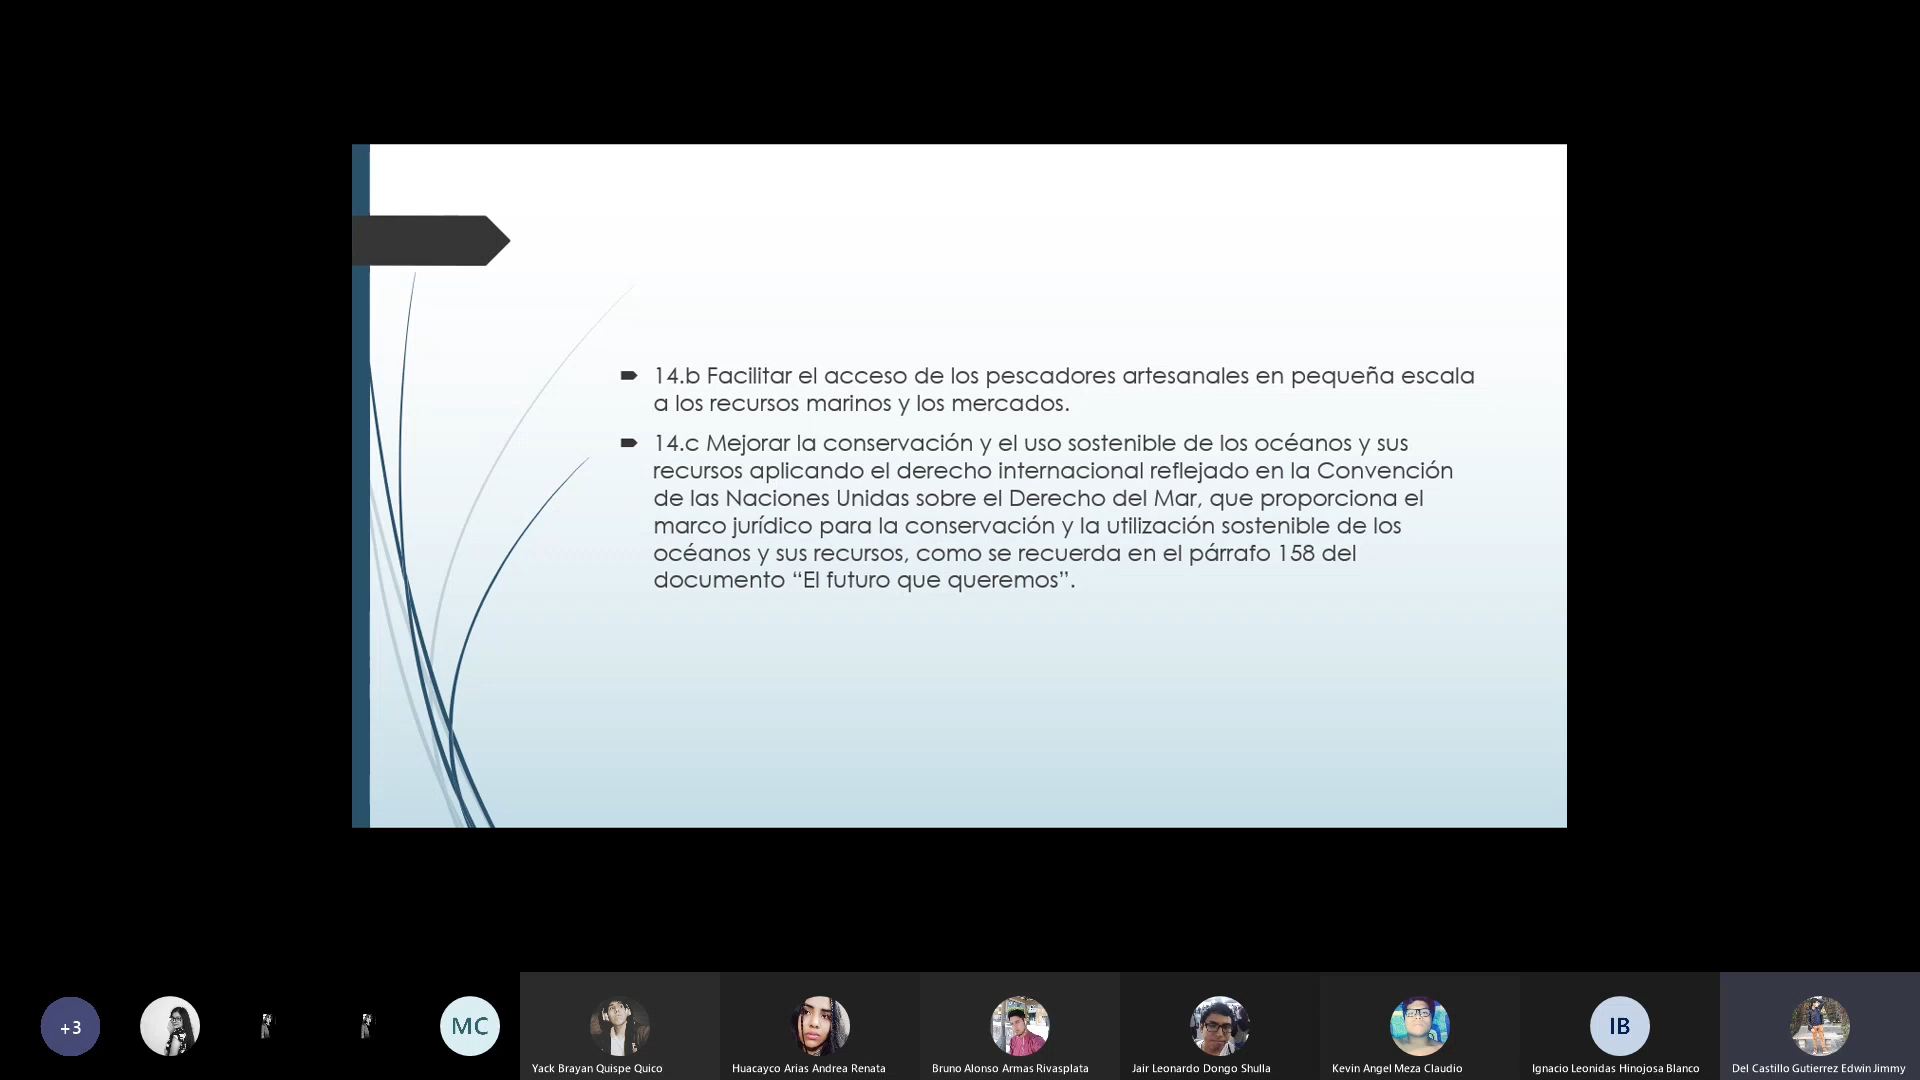 14.b Facilitar el acceso de los pescadores artesanales en pequeña escala
a los recursos marinos y los mercados.
14.c Mejorar la conservación y el uso sostenible de los océanos y sus
recursos aplicando el derecho internacional reflejado en la Convención
de las Naciones Unidas sobre el Derecho del Mar, que proporciona el
marco jurídico para la conservación y la utilización sostenible de los
océanos y sus recursos, como se recuerda en el párrafo 158 del
documento “El futuro que queremos”.
+3
MC
Yack Brayan Quispe Quico
Huacayco Arias Andrea Renata
Bruno Alonso Armas Rivasplata
Jair Leonardo Dongo Shulla
Kevin Angel Meza Claudio
IB
Ignacio Leonidas Hinojosa Blanco
Del Castillo Gutierrez Edwin Jimmy